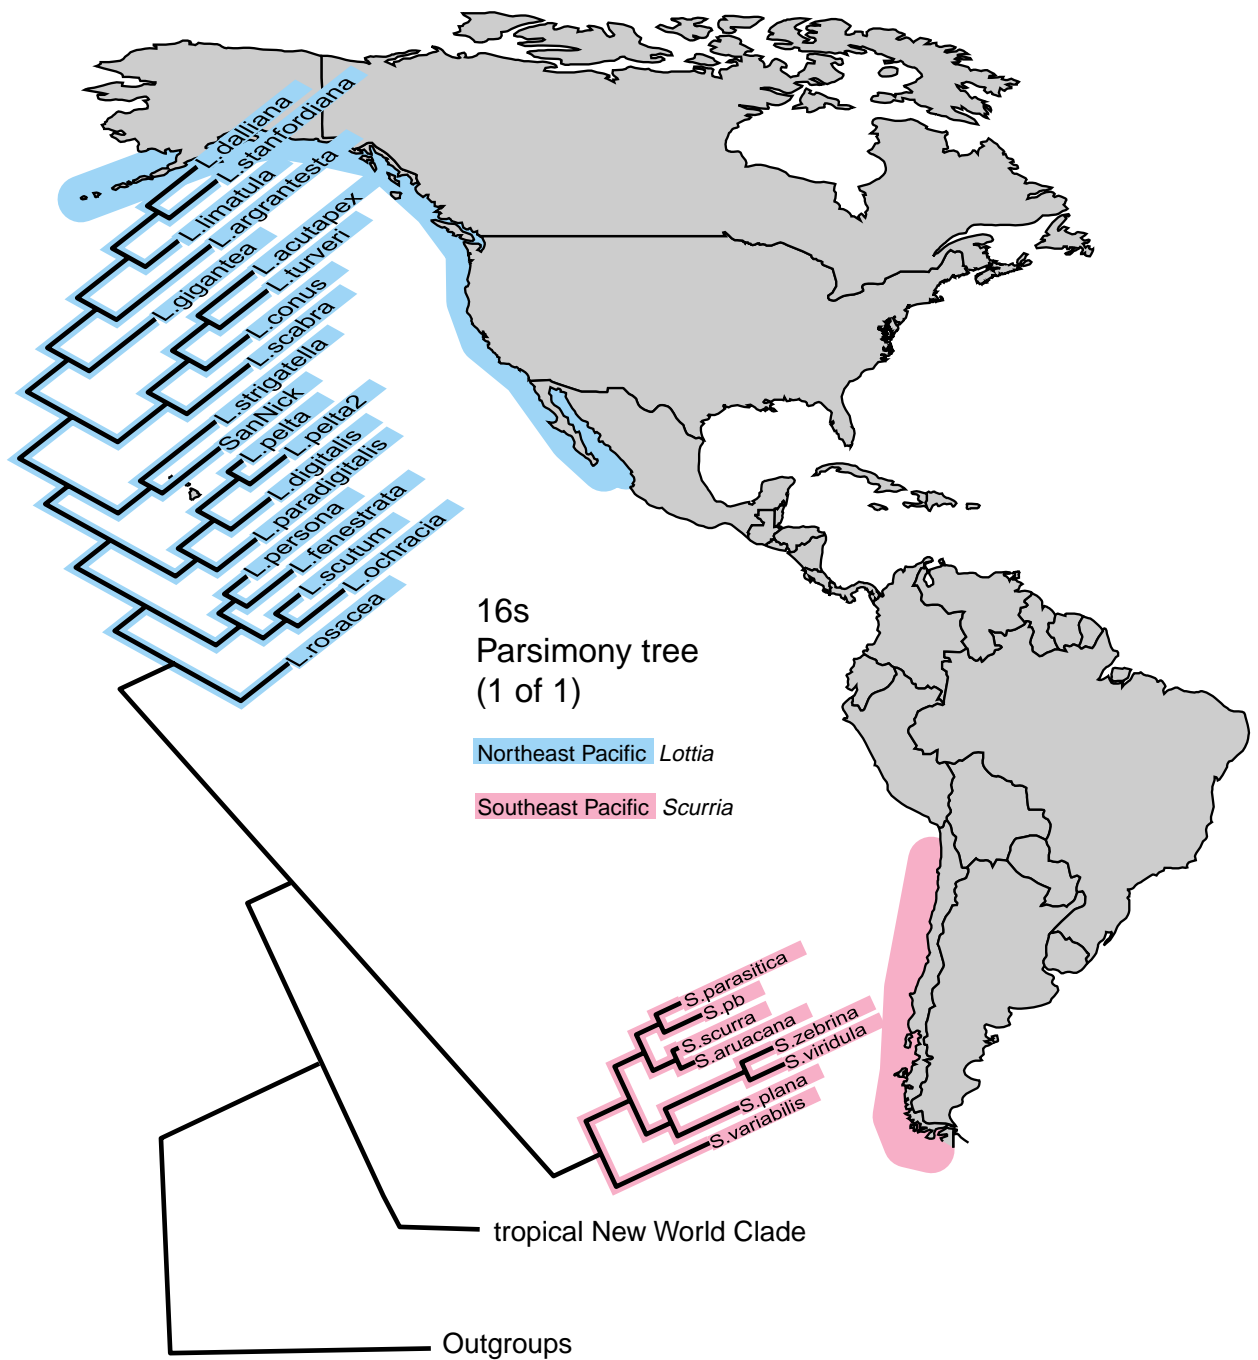 L.dalliana
L.stanfordiana
L.limatula
L.argrantesta
L.gigantea
L.acutapex
L.turveri
L.conus
L.scabra
L.strigatella
SanNick
L.pelta
L.pelta2
L.digitalis
L.paradigitalis
L.persona
L.fenestrata
L.scutum
L.ochracia
L.rosacea
16s
Parsimony tree
(1 of 1)
Northeast Pacific Lottia
Southeast Pacific Scurria
S.parasitica
S.pb
S.scurra
S.aruacana
S.zebrina
S.viridula
S.plana
S.variabilis
tropical New World Clade
Outgroups